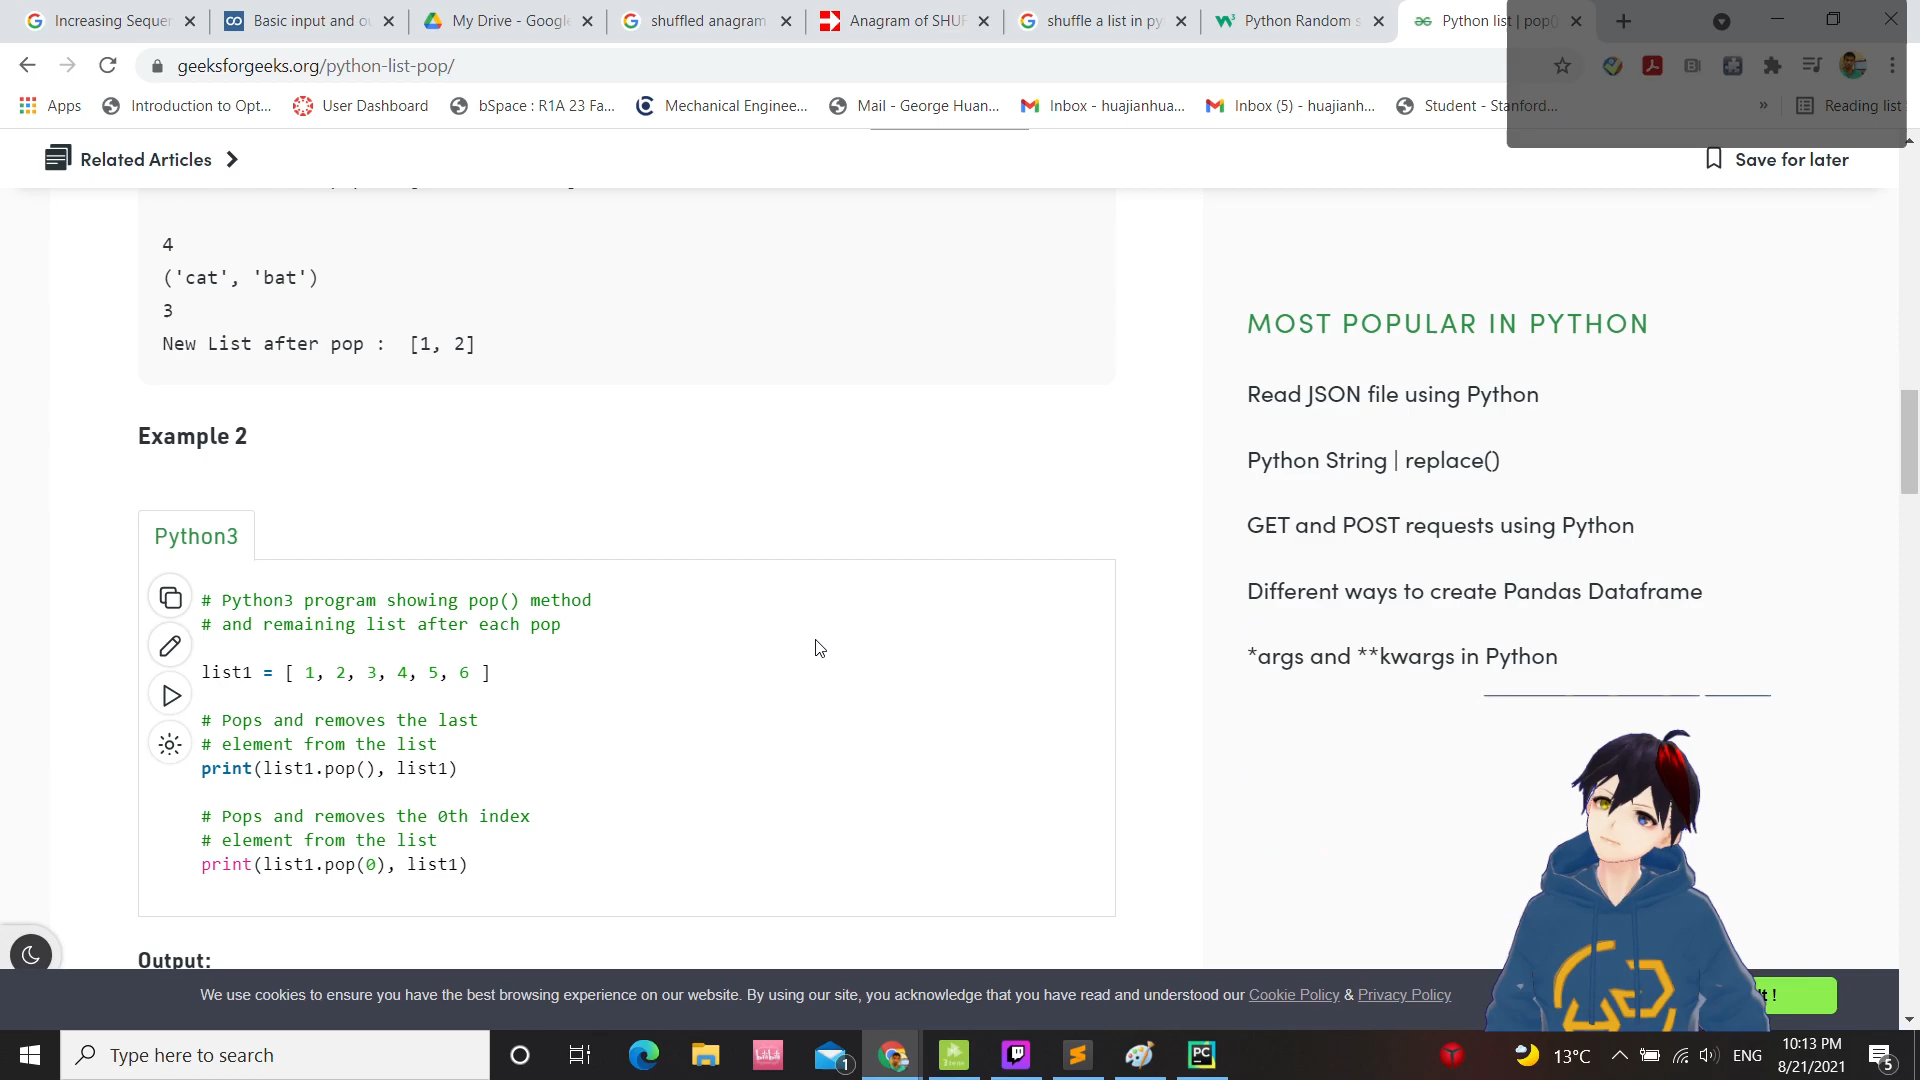 Increasing Sequen
Basic input and ou
My Drive - Google
shuffled anagram
Anagram of SHUF
shuffle a list in py
Python Random s
Python list | pop()
geeksforgeeks.org/python-list-pop/
Apps
Introduction to Opt...
User Dashboard
bSpace : R1A 23 Fa...
Mechanical Enginee...
Mail - George Huan...
Inbox - huajianhua...
Inbox (5) - huajianh...
Student - Stanford...
»
Reading list
Related Articles
Save for later
4
('cat', 'bat')
3
New List after pop :  [1, 2]
Example 2
Python3
# Python3 program showing pop() method
# and remaining list after each pop
list1 = [ 1, 2, 3, 4, 5, 6 ]
# Pops and removes the last
# element from the list
print(list1.pop(), list1)
# Pops and removes the 0th index
# element from the list
print(list1.pop(0), list1)
Output:
MOST POPULAR IN PYTHON
Read JSON file using Python
Python String | replace()
GET and POST requests using Python
Different ways to create Pandas Dataframe
*args and **kwargs in Python
We use cookies to ensure you have the best browsing experience on our website. By using our site, you acknowledge that you have read and understood our Cookie Policy & Privacy Policy
Type here to search
1
PC
13°C
ENG
10:13 PM
8/21/2021
5